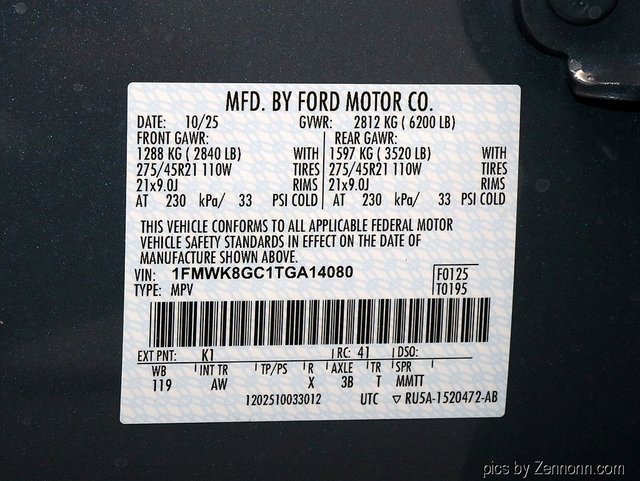 MFD. BY FORD MOTOR CO.
DATE: 10/25 GVWR: 2812 KG ( 6200 LB)
FRONT GAWR: REAR GAWR:
1288 KG ( 2840 LB) WITH 1597 KG ( 3520 LB) WITH
275/45R21 110W TIRES 275/45R21 110W TIRES
21x9.0J RIMS 21x9.0J RIMS
AT 230 kPa/ 33 PSI COLD AT 230 kPa/ 33 PSI COLD
THIS VEHICLE CONFORMS TO ALL APPLICABLE FEDERAL MOTOR
VEHICLE SAFETY STANDARDS IN EFFECT ON THE DATE OF
MANUFACTURE SHOWN ABOVE.
VIN: 1FMWK8GC1TGA14080 F0125
TYPE: MPV T0195
EXT PNT: K1 RC: 41 DSO:
WB INT TR TP/PS R AXLE TR SPR
119 AW X 3B T MMTT
1202510033012 UTC ▽ RU5A-1520472-AB
pics by Zennonn.com